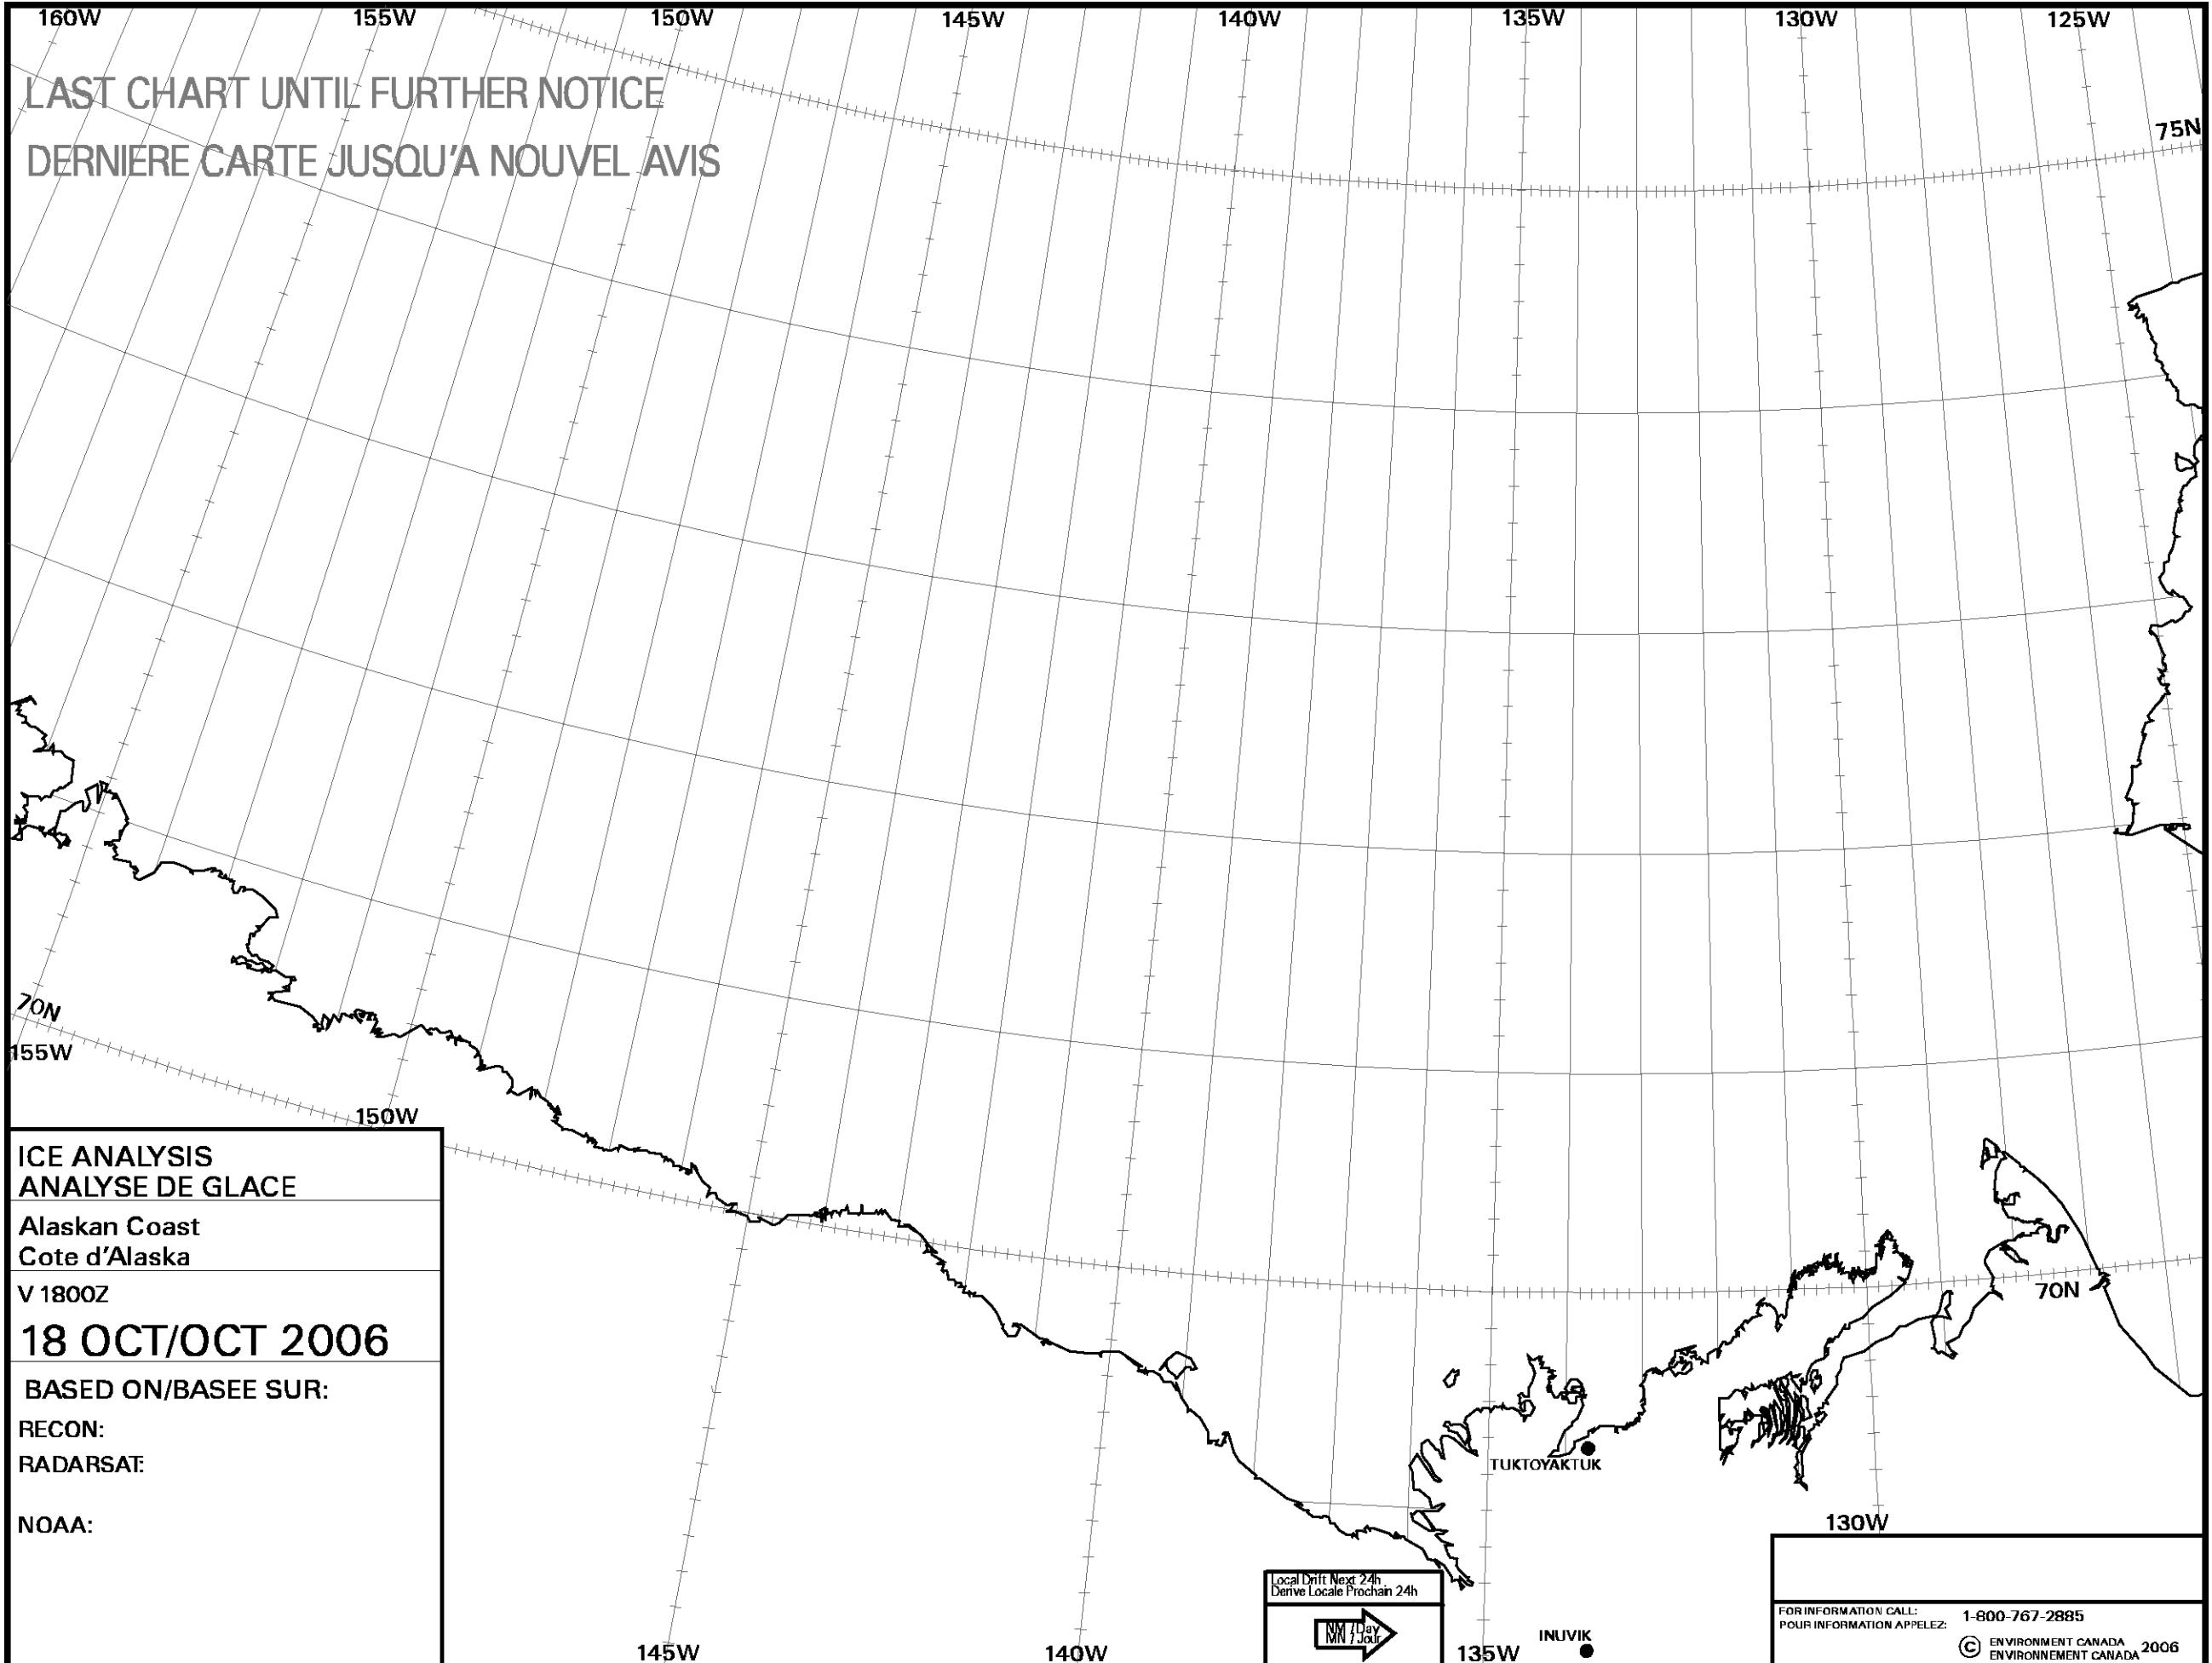 160W 155W 150W 145W 140W 135W 130W 125W
LAST CHART UNTIL FURTHER NOTICE
DERNIERE CARTE JUSQU'A NOUVEL AVIS
75N
70N
155W
150W
ICE ANALYSIS
ANALYSE DE GLACE
Alaskan Coast
Cote d'Alaska
V 1800Z
18 OCT/OCT 2006
BASED ON/BASEE SUR:
RECON:
RADARSAT:
NOAA:
70N
TUKTOYAKTUK
130W
Local Drift Next 24h
Derive Locale Prochain 24h
NM / Day
MN / Jour
145W
140W
135W
INUVIK
FOR INFORMATION CALL: 1-800-767-2885
POUR INFORMATION APPELEZ:
© ENVIRONMENT CANADA 2006
ENVIRONNEMENT CANADA